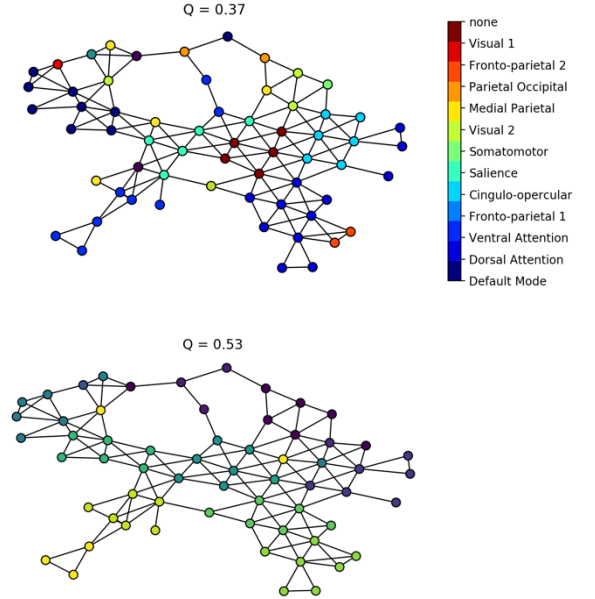 Q = 0.37
none
Visual 1
Fronto-parietal 2
Parietal Occipital
Medial Parietal
Visual 2
Somatomotor
Salience
Cingulo-opercular
Fronto-parietal 1
Ventral Attention
Dorsal Attention
Default Mode
Q = 0.53